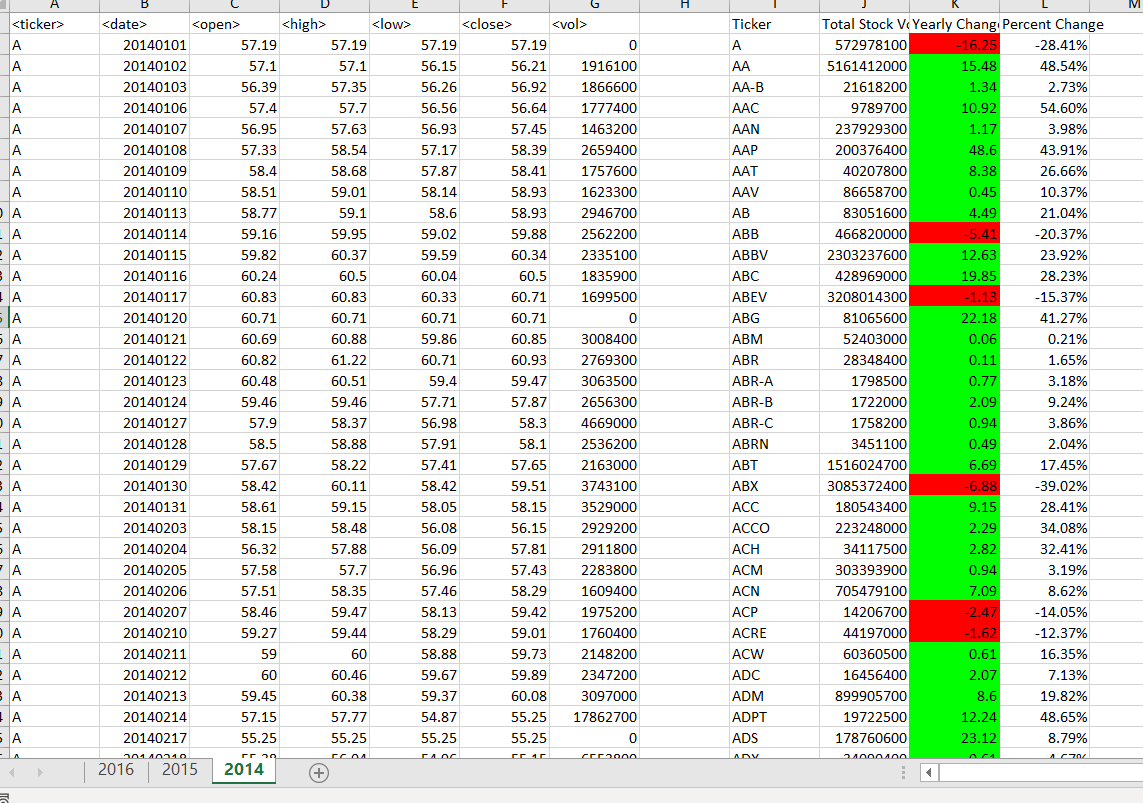 A B C D E F G H I J K L M
<ticker> <date> <open> <high> <low> <close> <vol> Ticker Total Stock Vo Yearly Chang Percent Change
A 20140101 57.19 57.19 57.19 57.19 0 A 572978100 -16.25 -28.41%
A 20140102 57.1 57.1 56.15 56.21 1916100 AA 5161412000 15.48 48.54%
A 20140103 56.39 57.35 56.26 56.92 1866600 AA-B 21618200 1.34 2.73%
A 20140106 57.4 57.7 56.56 56.64 1777400 AAC 9789700 10.92 54.60%
A 20140107 56.95 57.63 56.93 57.45 1463200 AAN 237929300 1.17 3.98%
A 20140108 57.33 58.54 57.17 58.39 2659400 AAP 200376400 48.6 43.91%
A 20140109 58.4 58.68 57.87 58.41 1757600 AAT 40207800 8.38 26.66%
A 20140110 58.51 59.01 58.14 58.93 1623300 AAV 86658700 0.45 10.37%
A 20140113 58.77 59.1 58.6 58.93 2946700 AB 83051600 4.49 21.04%
A 20140114 59.16 59.95 59.02 59.88 2562200 ABB 466820000 -5.41 -20.37%
A 20140115 59.82 60.37 59.59 60.34 2335100 ABBV 2303237600 12.63 23.92%
A 20140116 60.24 60.5 60.04 60.5 1835900 ABC 428969000 19.85 28.23%
A 20140117 60.83 60.83 60.33 60.71 1699500 ABEV 3208014300 -1.13 -15.37%
A 20140120 60.71 60.71 60.71 60.71 0 ABG 81065600 22.18 41.27%
A 20140121 60.69 60.88 59.86 60.85 3008400 ABM 52403000 0.06 0.21%
A 20140122 60.82 61.22 60.71 60.93 2769300 ABR 28348400 0.11 1.65%
A 20140123 60.48 60.51 59.4 59.47 3063500 ABR-A 1798500 0.77 3.18%
A 20140124 59.46 59.46 57.71 57.87 2656300 ABR-B 1722000 2.09 9.24%
A 20140127 57.9 58.37 56.98 58.3 4669000 ABR-C 1758200 0.94 3.86%
A 20140128 58.5 58.88 57.91 58.1 2536200 ABRN 3451100 0.49 2.04%
A 20140129 57.67 58.22 57.41 57.65 2163000 ABT 1516024700 6.69 17.45%
A 20140130 58.42 60.11 58.42 59.51 3743100 ABX 3085372400 -6.88 -39.02%
A 20140131 58.61 59.15 58.05 58.15 3529000 ACC 180543400 9.15 28.41%
A 20140203 58.15 58.48 56.08 56.15 2929200 ACCO 223248000 2.29 34.08%
A 20140204 56.32 57.88 56.09 57.81 2911800 ACH 34117500 2.82 32.41%
A 20140205 57.58 57.7 56.96 57.43 2283800 ACM 303393900 0.94 3.19%
A 20140206 57.51 58.35 57.46 58.29 1609400 ACN 705479100 7.09 8.62%
A 20140207 58.46 59.47 58.13 59.42 1975200 ACP 14206700 -2.47 -14.05%
A 20140210 59.27 59.44 58.29 59.01 1760400 ACRE 44197000 -1.62 -12.37%
A 20140211 59 60 58.88 59.73 2148200 ACW 60360500 0.61 16.35%
A 20140212 60 60.46 59.67 59.89 2347200 ADC 16456400 2.07 7.13%
A 20140213 59.45 60.38 59.37 60.08 3097000 ADM 899905700 8.6 19.82%
A 20140214 57.15 57.77 54.87 55.25 17862700 ADPT 19722500 12.24 48.65%
A 20140217 55.25 55.25 55.25 55.25 0 ADS 178760600 23.12 8.79%
2016 2015 2014